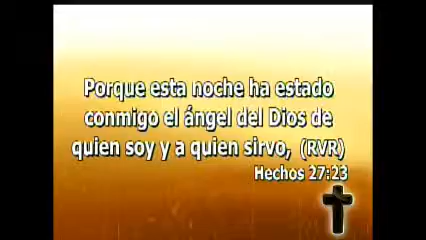 Porque esta noche ha estado
conmigo el ángel del Dios de
quien soy y a quien sirvo, (RVR)
Hechos 27:23